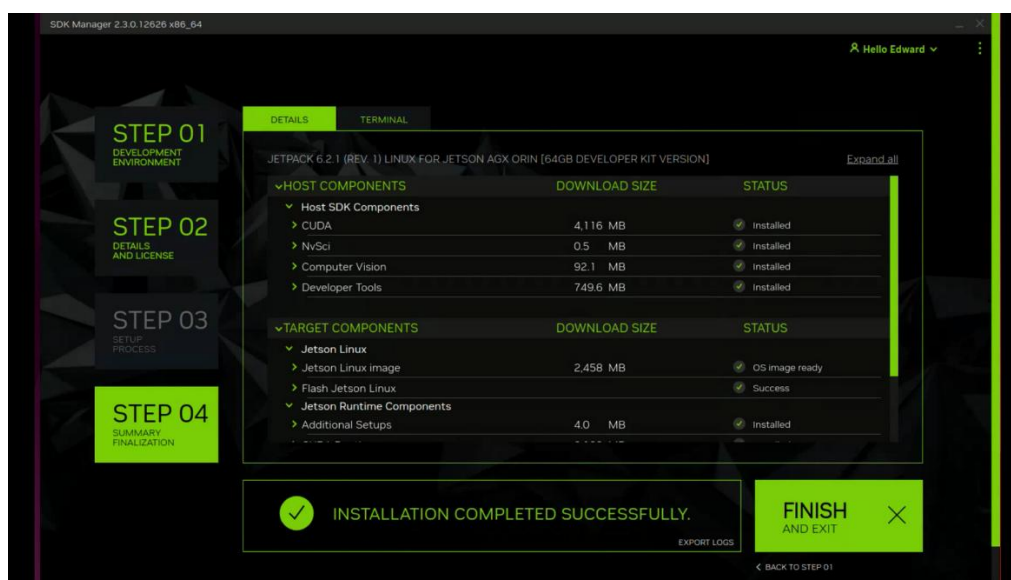 SDK Manager 2.3.0.12626 x86_64
Hello Edward
STEP 01
DEVELOPMENT
ENVIRONMENT
STEP 02
DETAILS
AND LICENSE
STEP 03
SETUP
PROCESS
STEP 04
SUMMARY
FINALIZATION
DETAILS TERMINAL
JETPACK 6.2.1 (REV. 1) LINUX FOR JETSON AGX ORIN [64GB DEVELOPER KIT VERSION] Expand all
HOST COMPONENTS DOWNLOAD SIZE STATUS
Host SDK Components
CUDA 4,116 MB Installed
NvSci 0.5 MB Installed
Computer Vision 92.1 MB Installed
Developer Tools 749.6 MB Installed
TARGET COMPONENTS DOWNLOAD SIZE STATUS
Jetson Linux
Jetson Linux image 2,458 MB OS image ready
Flash Jetson Linux Success
Jetson Runtime Components
Additional Setups 4.0 MB Installed
INSTALLATION COMPLETED SUCCESSFULLY.
EXPORT LOGS
FINISH
AND EXIT
BACK TO STEP 01